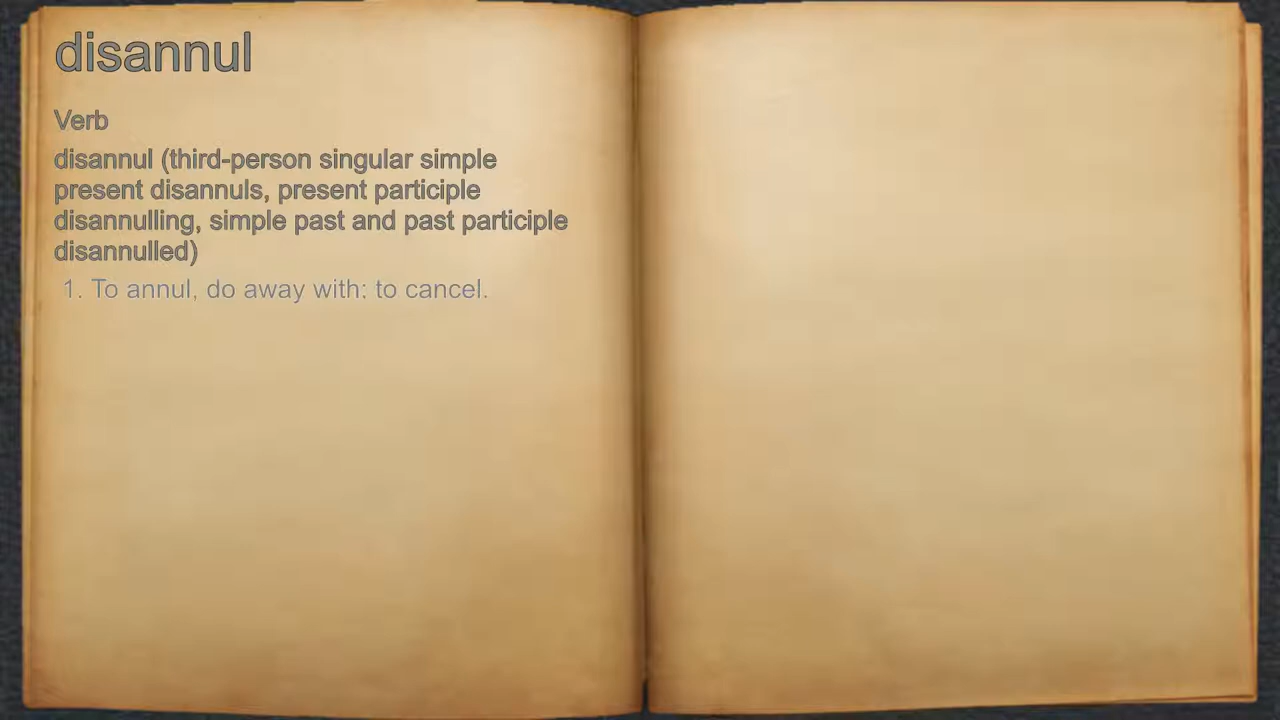 disannul
Verb
disannul (third-person singular simple
present disannuls, present participle
disannulling, simple past and past participle
disannulled)
1. To annul, do away with; to cancel.